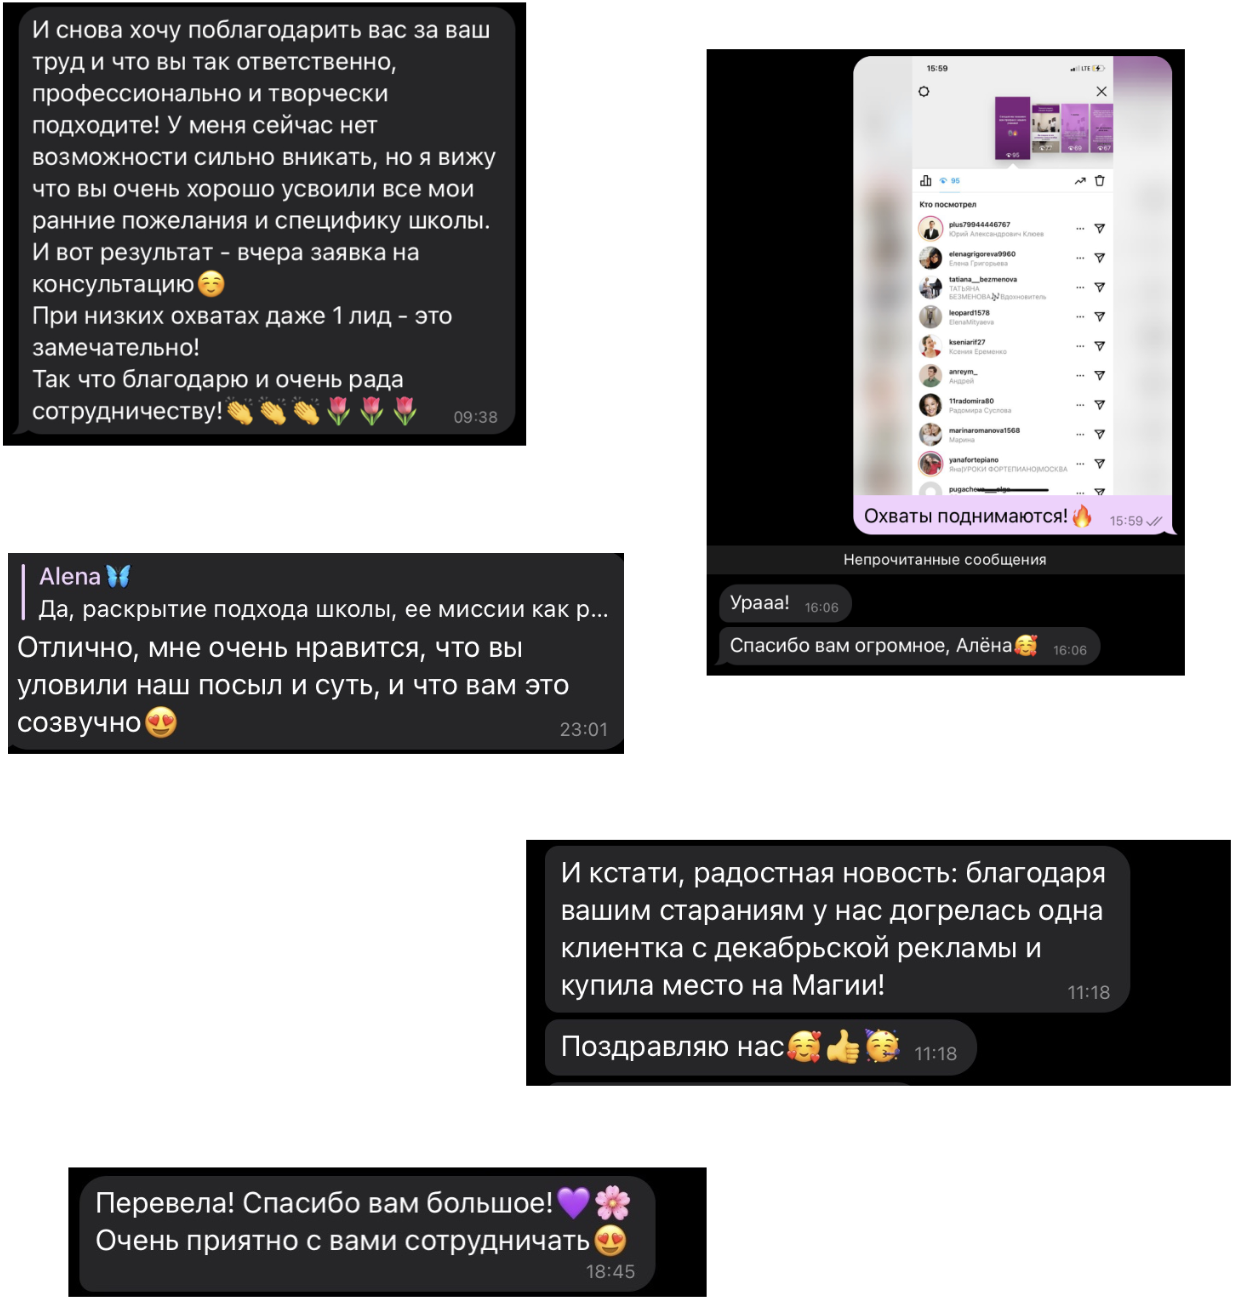 И снова хочу поблагодарить вас за ваш
труд и что вы так ответственно,
профессионально и творчески
подходите! У меня сейчас нет
возможности сильно вникать, но я вижу
что вы очень хорошо усвоили все мои
ранние пожелания и специфику школы.
И вот результат - вчера заявка на
консультацию☺️
При низких охватах даже 1 лид - это
замечательно!
Так что благодарю и очень рада
сотрудничеству!👏👏👏🌷🌷🌷 09:38
15:59 LTE
95
77
69
67
95
Кто посмотрел
plus79944446767
Юрий Александрович Клюев
elenagrigoreva9960
Елена Григорьева
tatiana__bezmenova
ТАТЬЯНА
БЕЗМЕНОВА🎶Вдохновитель
leopard1578
ElenaMityaeva
kseniarif27
Ксения Еременко
anreym_
Андрей
11radomira80
Радомира Суслова
marinaromanova1568
Марина
yanafortepiano
Яна|УРОКИ ФОРТЕПИАНО|МОСКВА
Охваты поднимаются!🔥 15:59
Непрочитанные сообщения
Урааа! 16:06
Спасибо вам огромное, Алёна🥰 16:06
Alena🦋
Да, раскрытие подхода школы, ее миссии как р...
Отлично, мне очень нравится, что вы
уловили наш посыл и суть, и что вам это
созвучно😍 23:01
И кстати, радостная новость: благодаря
вашим стараниям у нас догрелась одна
клиентка с декабрьской рекламы и
купила место на Магии! 11:18
Поздравляю нас🥰👍🥳 11:18
Перевела! Спасибо вам большое!💜🌸
Очень приятно с вами сотрудничать😍
18:45